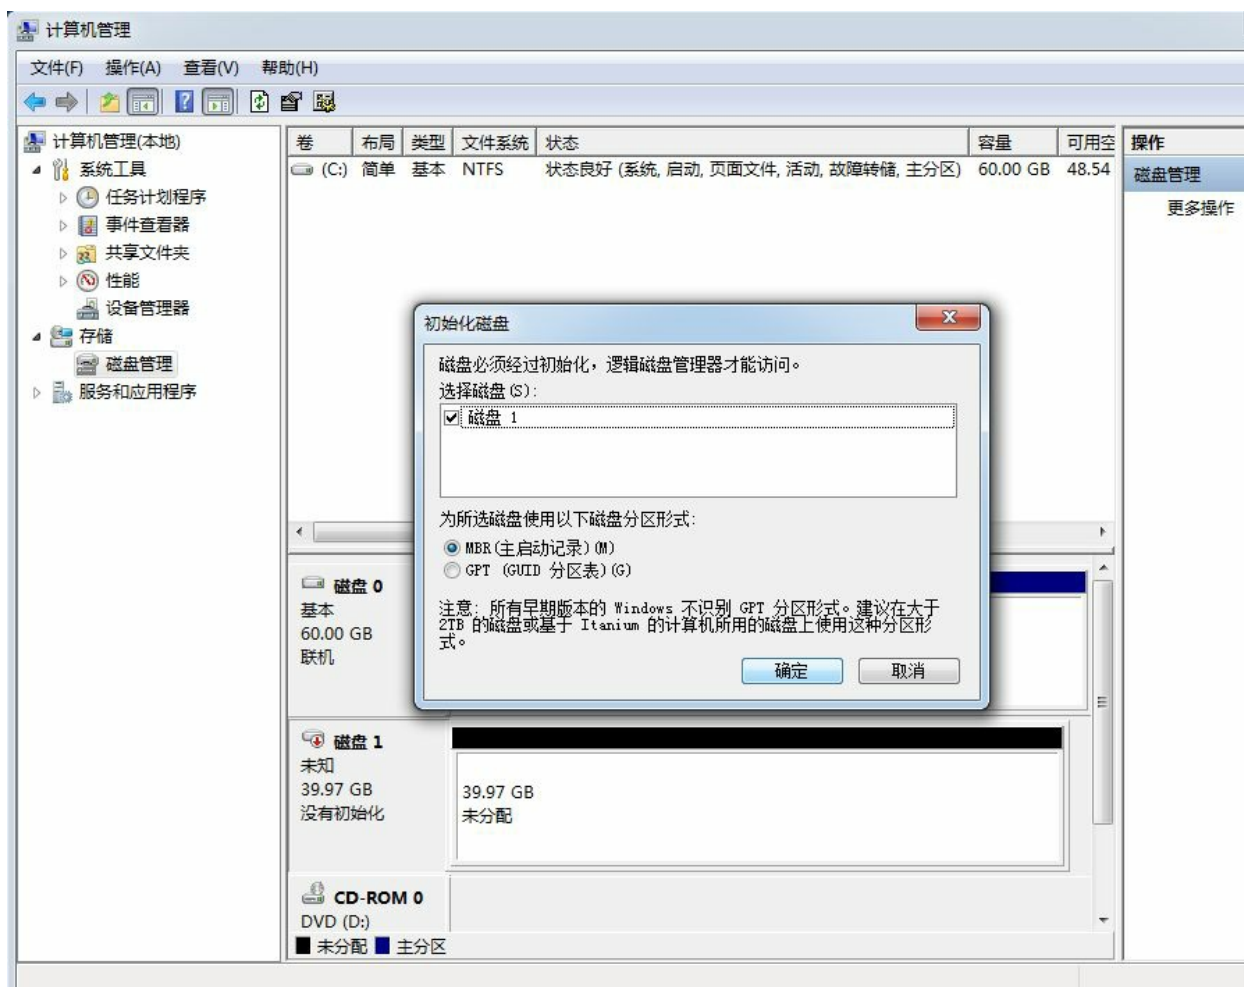 计算机管理
文件(F) 操作(A) 查看(V) 帮助(H)
计算机管理(本地)
系统工具
任务计划程序
事件查看器
共享文件夹
性能
设备管理器
存储
磁盘管理
服务和应用程序
卷 布局 类型 文件系统 状态 容量 可用空
(C:) 简单 基本 NTFS 状态良好 (系统, 启动, 页面文件, 活动, 故障转储, 主分区) 60.00 GB 48.54
操作
磁盘管理
更多操作
初始化磁盘
磁盘必须经过初始化，逻辑磁盘管理器才能访问。
选择磁盘(S):
磁盘 1
为所选磁盘使用以下磁盘分区形式:
MBR(主启动记录)(M)
GPT (GUID 分区表)(G)
注意: 所有早期版本的 Windows 不识别 GPT 分区形式。建议在大于
2TB 的磁盘或基于 Itanium 的计算机所用的磁盘上使用这种分区形
式。
确定 取消
磁盘 0
基本
60.00 GB
联机
磁盘 1
未知
39.97 GB
没有初始化
39.97 GB
未分配
CD-ROM 0
DVD (D:)
未分配 主分区